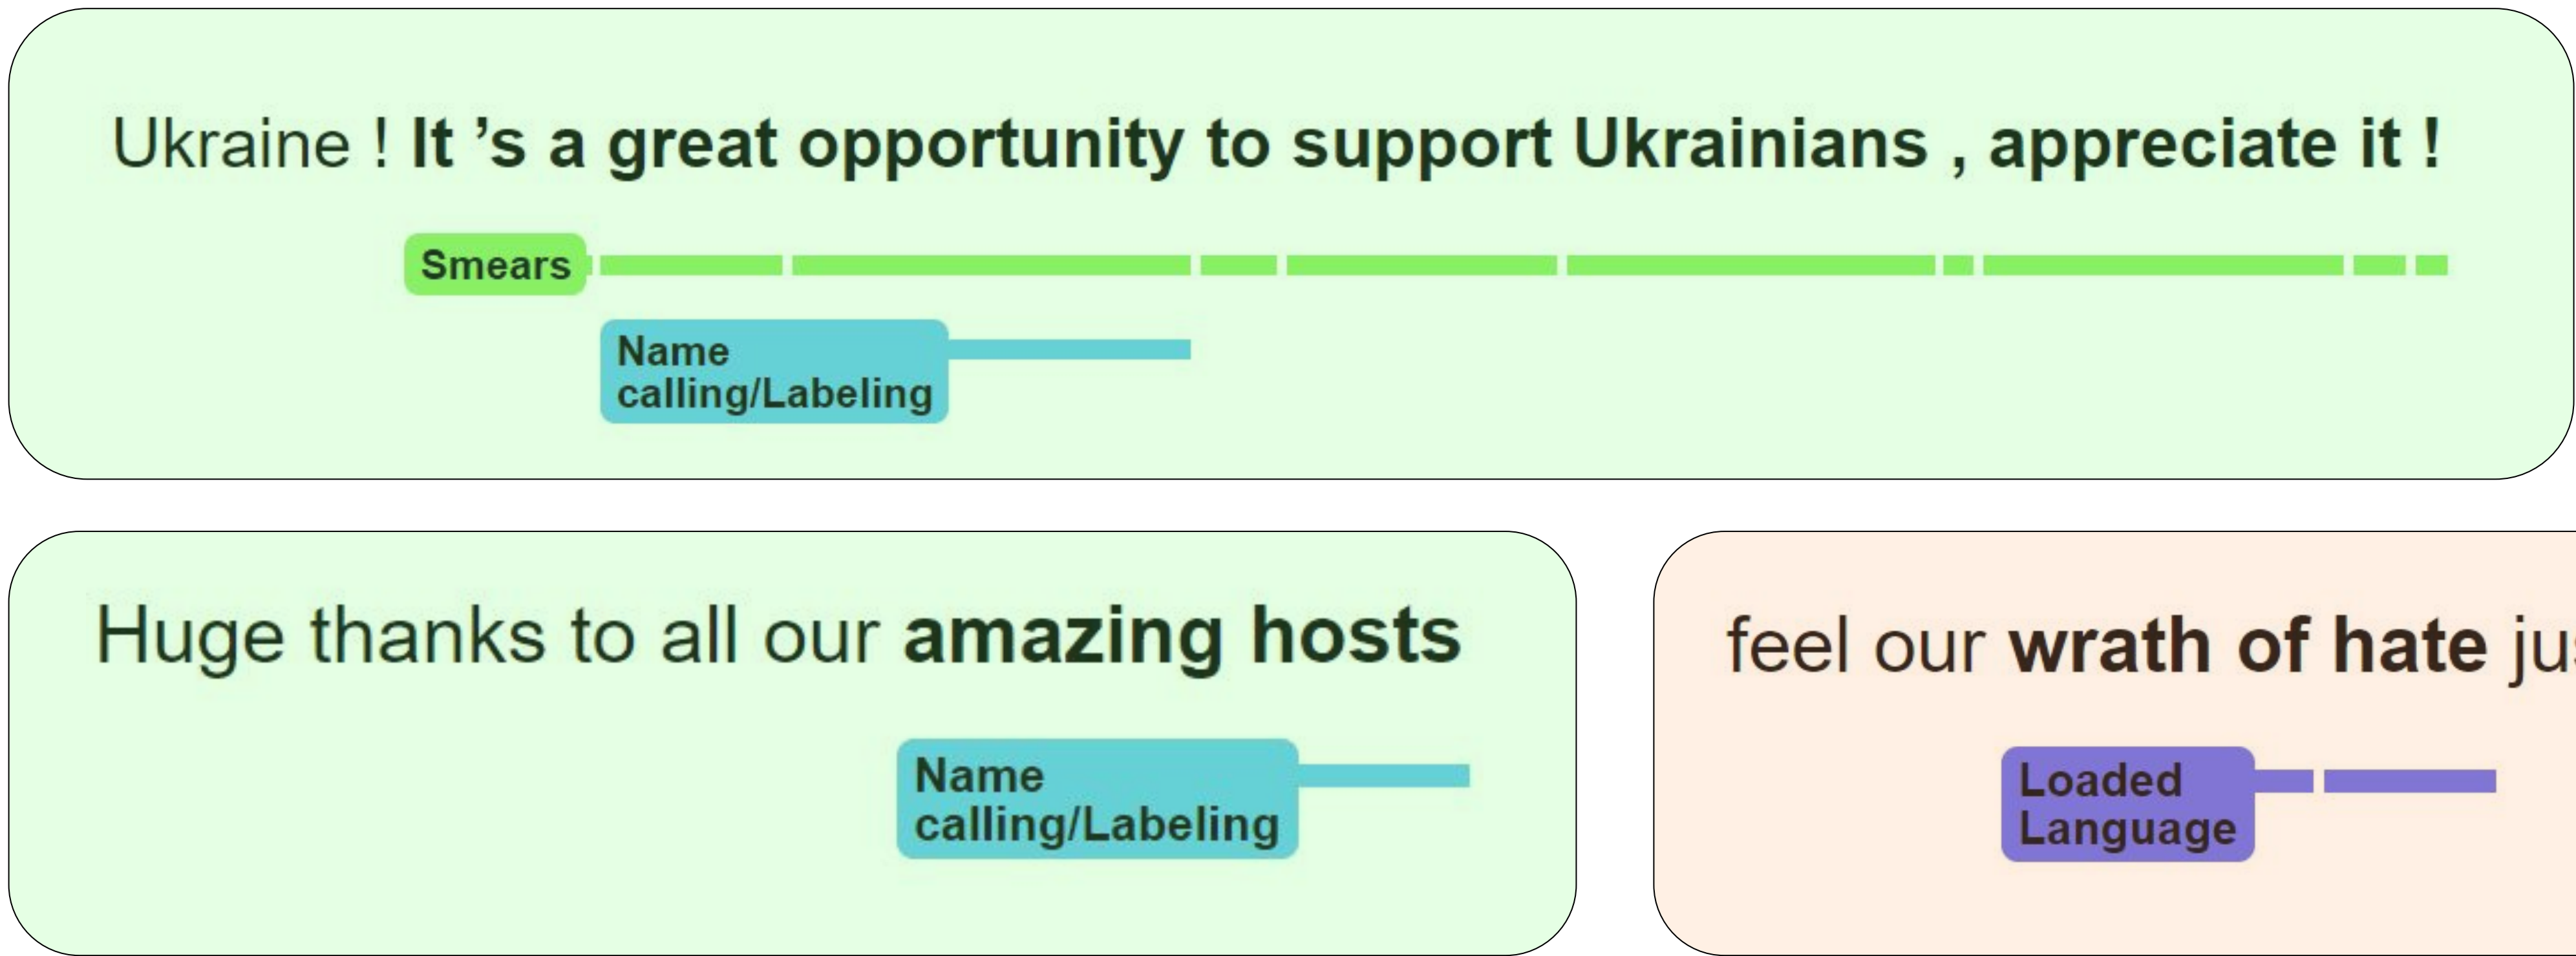 Ukraine ! It ’s a great opportunity to support Ukrainians , appreciate it !
Smears
Name
calling/Labeling
Huge thanks to all our amazing hosts
Name
calling/Labeling
feel our wrath of hate
Loaded
Language